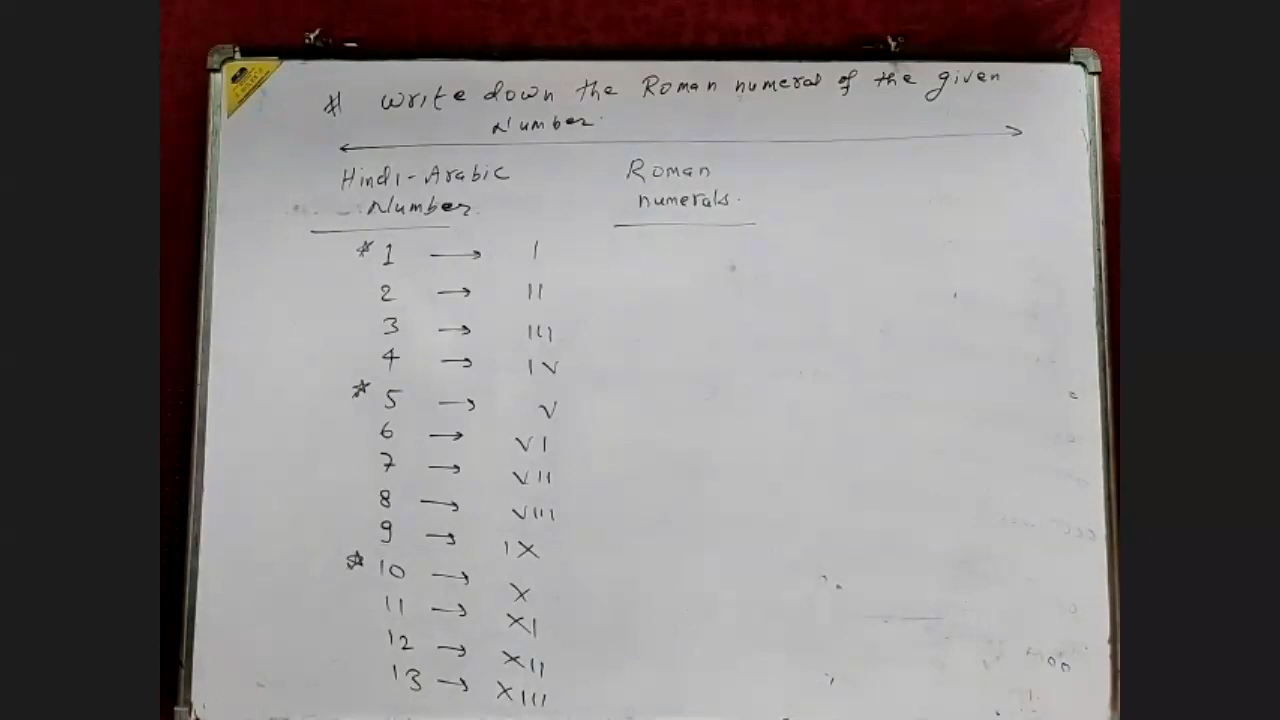 * Write down the Roman numeral of the given
Number.
Hindi-Arabic Roman
Number. numerals.
* 1 → I
2 → II
3 → III
4 → IV
* 5 → V
6 → VI
7 → VII
8 → VIII
9 → IX
* 10 → X
11 → XI
12 → XII
13 → XIII